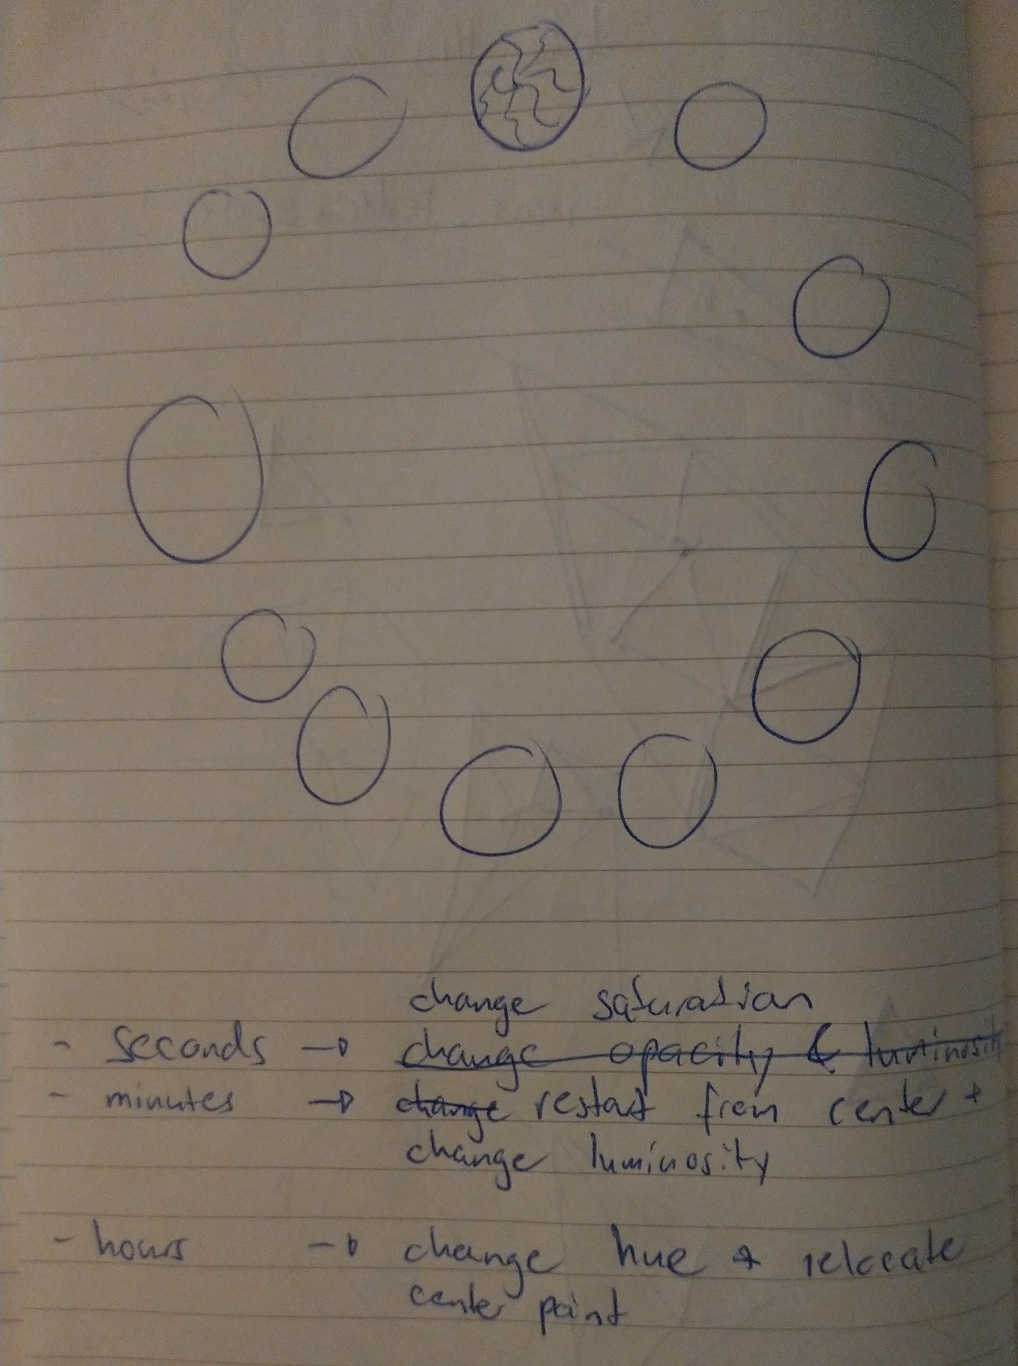 change saturation
- seconds → change opacity & luminosity
- minutes → change restart from center +
change luminosity
- hours → change hue + relocate
center point